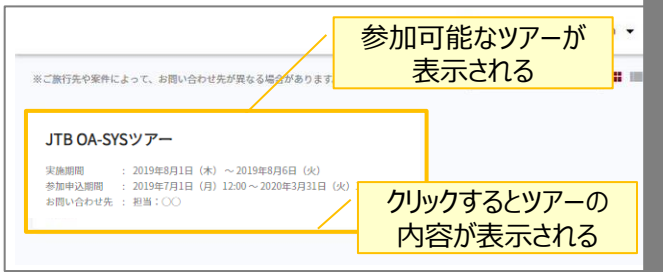 参加可能なツアーが
表示される
※ご旅行先や案件によって、お問い合わせ先が異なる場合があります
JTB OA-SYSツアー
実施期間 : 2019年8月1日(木) ～2019年8月6日(火)
参加申込期間 : 2019年7月1日(月) 12:00 ～ 2020年3月31日(火)
お問い合わせ先 : 担当:〇〇
クリックするとツアーの
内容が表示される